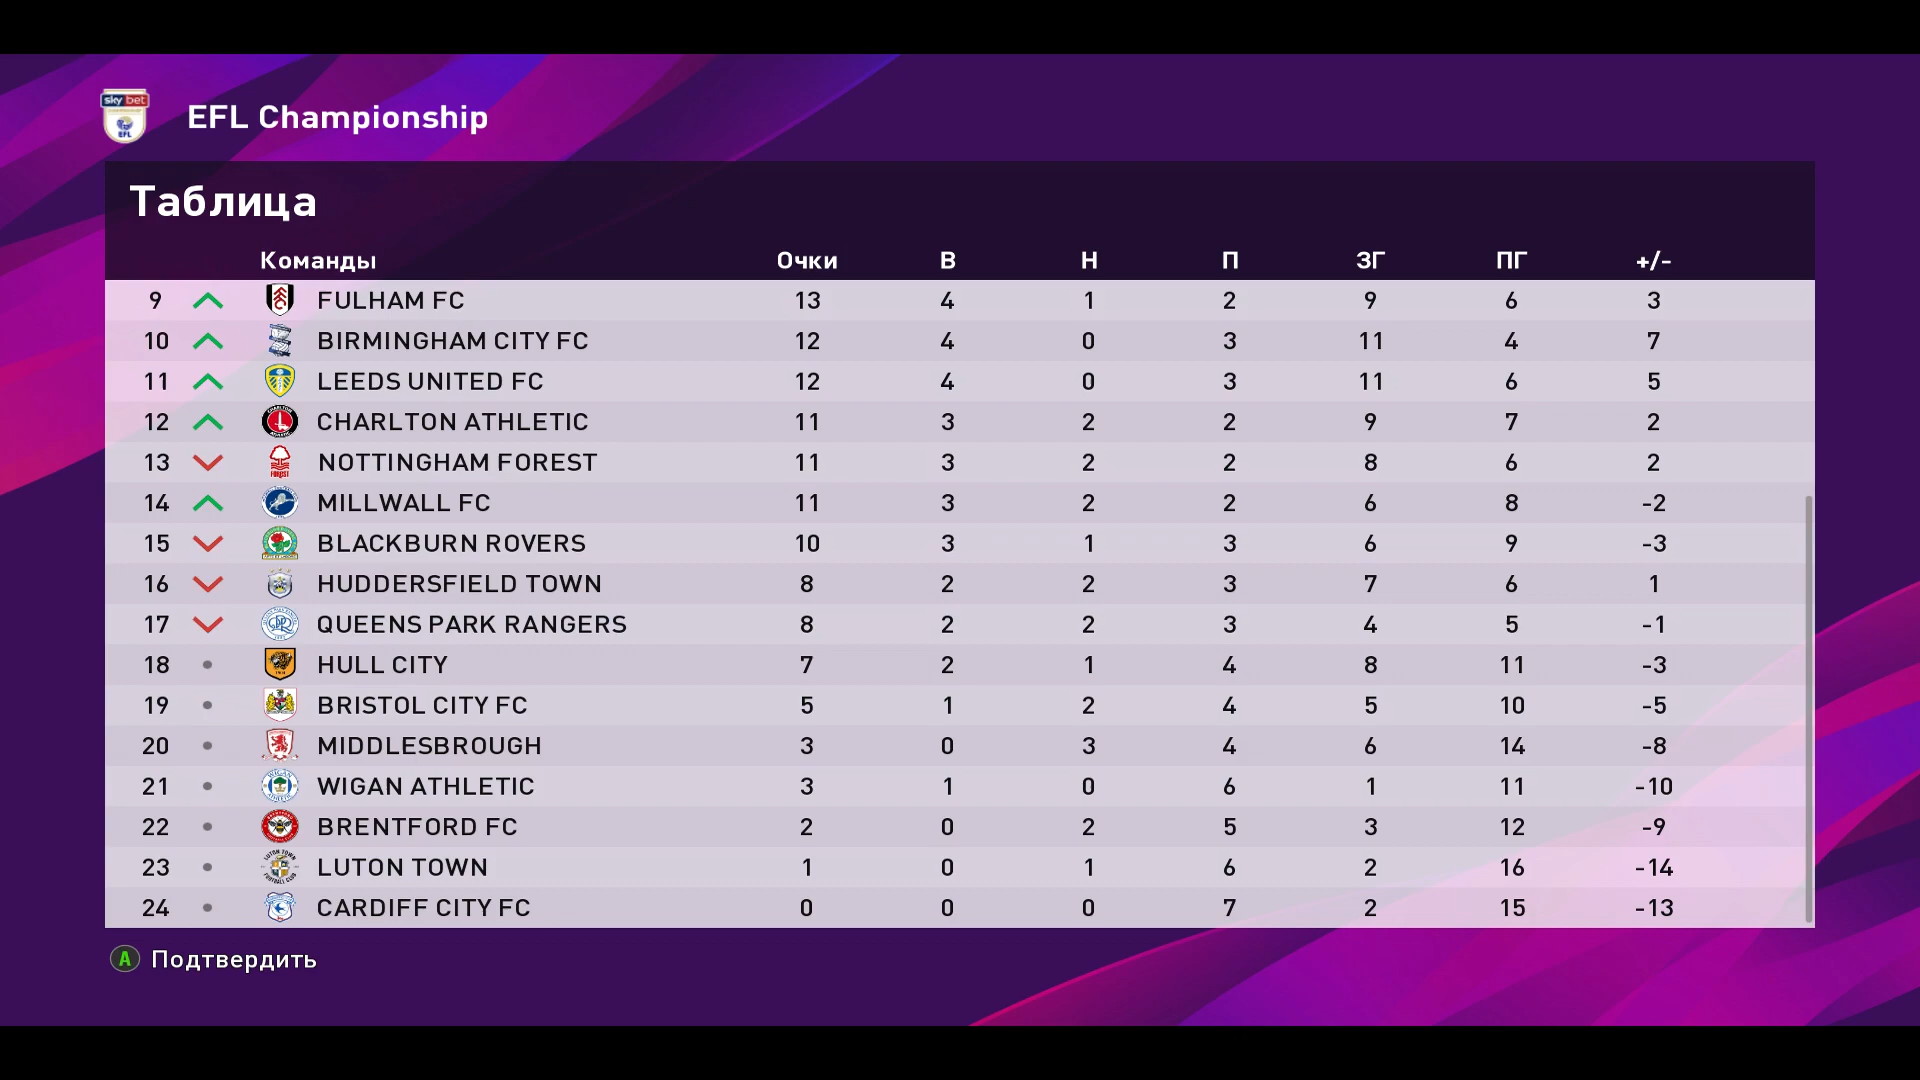 sky bet
EFL
EFL Championship
Таблица
Команды Очки В Н П ЗГ ПГ +/-
9 FULHAM FC 13 4 1 2 9 6 3
10 BIRMINGHAM CITY FC 12 4 0 3 11 4 7
11 LEEDS UNITED FC 12 4 0 3 11 6 5
12 CHARLTON ATHLETIC 11 3 2 2 9 7 2
13 NOTTINGHAM FOREST 11 3 2 2 8 6 2
14 MILLWALL FC 11 3 2 2 6 8 -2
15 BLACKBURN ROVERS 10 3 1 3 6 9 -3
16 HUDDERSFIELD TOWN 8 2 2 3 7 6 1
17 QUEENS PARK RANGERS 8 2 2 3 4 5 -1
18 HULL CITY 7 2 1 4 8 11 -3
19 BRISTOL CITY FC 5 1 2 4 5 10 -5
20 MIDDLESBROUGH 3 0 3 4 6 14 -8
21 WIGAN ATHLETIC 3 1 0 6 1 11 -10
22 BRENTFORD FC 2 0 2 5 3 12 -9
23 LUTON TOWN 1 0 1 6 2 16 -14
24 CARDIFF CITY FC 0 0 0 7 2 15 -13
A Подтвердить